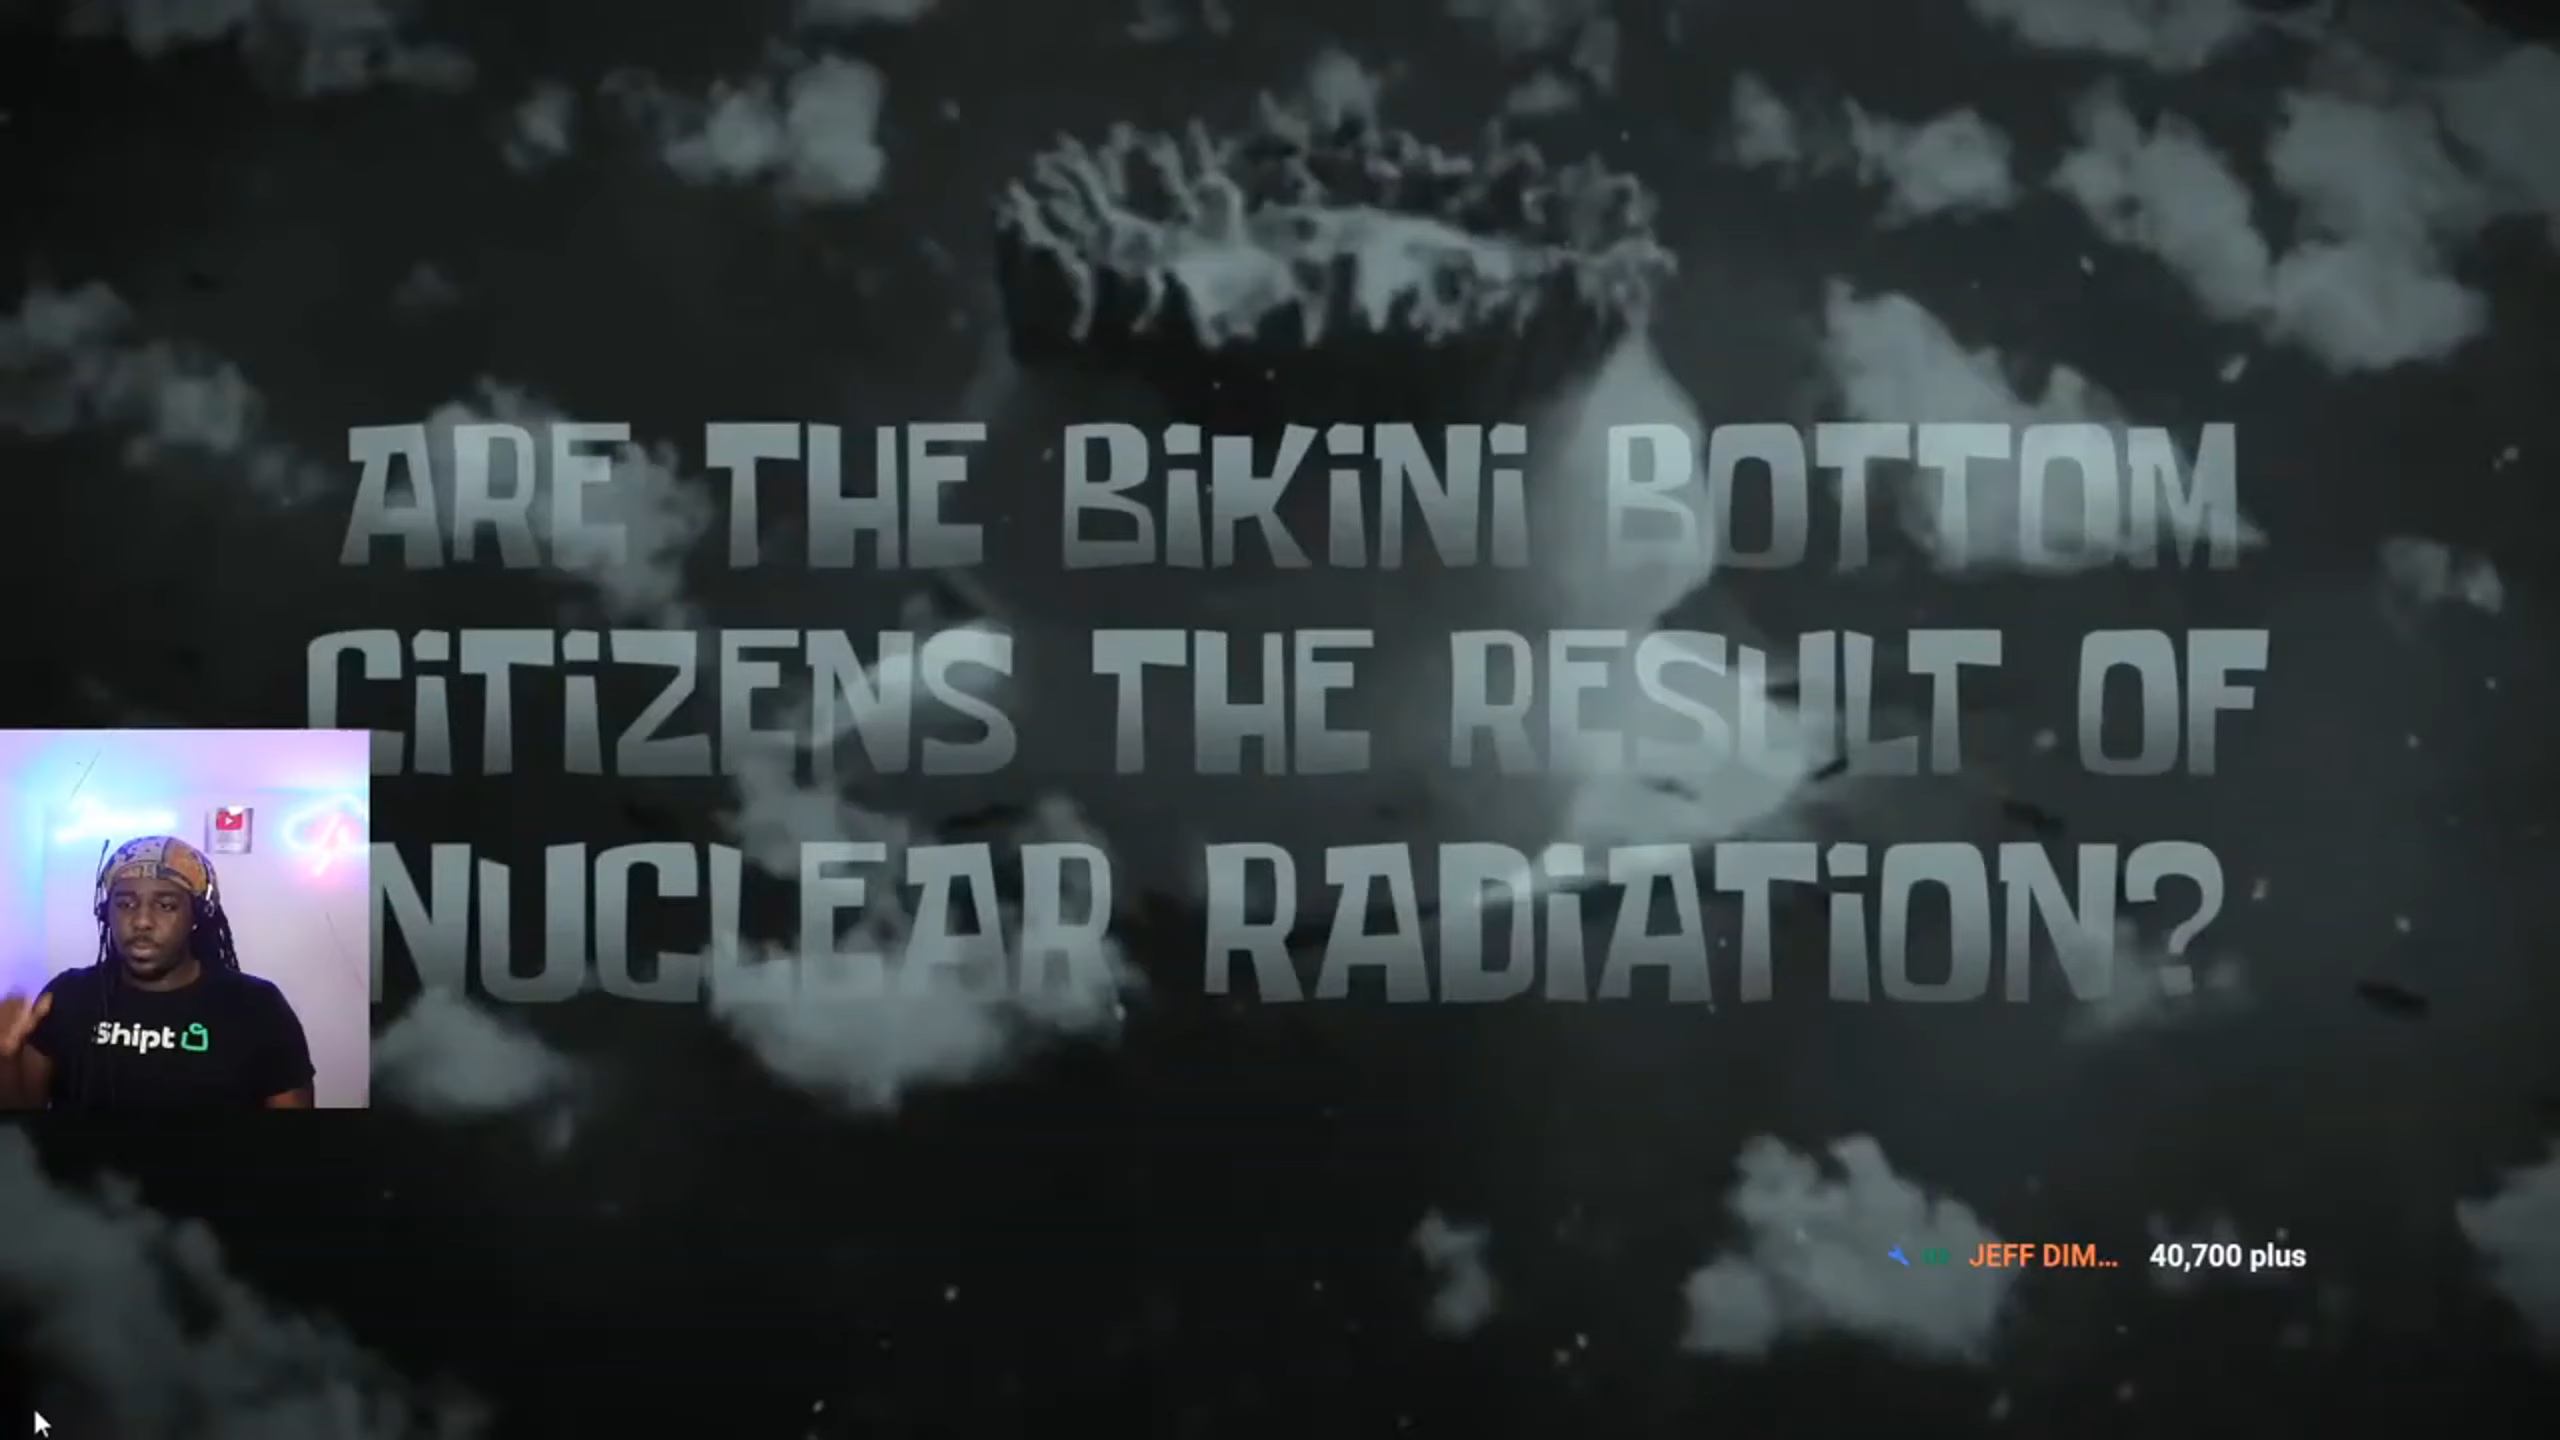 ARE THE BiKiNi BOTTOM
CiTiZENS THE RESULT OF
NUCLEAR RADiATiON?
Shipt
JEFF DIM... 40,700 plus